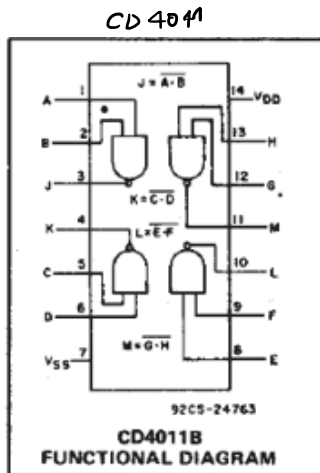 CD 4011
J = A·B
A 1 14 VDD
B 2 13 H
J 3 12 G
K = C·D
K 4 11 M
L = E·F
C 5 10 L
D 6 9 F
M = G·H
VSS 7 8 E
92CS-24763
CD4011B
FUNCTIONAL DIAGRAM